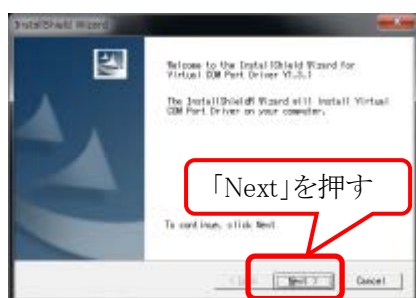 InstallShield Wizard
Welcome to the InstallShield Wizard for
Virtual COM Port Driver V1.3.1
The InstallShield® Wizard will install Virtual
COM Port Driver on your computer.
「Next」を押す
To continue, click Next
Next >
Cancel